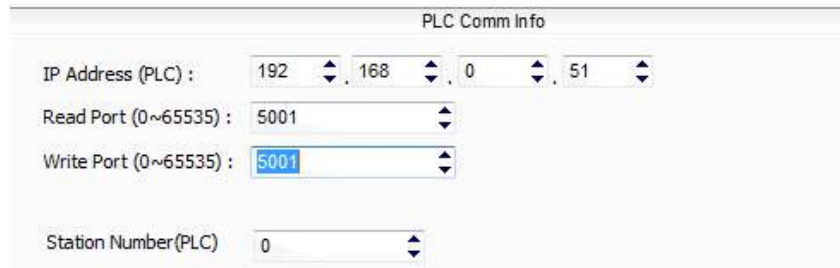 PLC Comm Info
IP Address (PLC) : 192 . 168 . 0 . 51
Read Port (0~65535) : 5001
Write Port (0~65535) : 5001
Station Number(PLC) 0